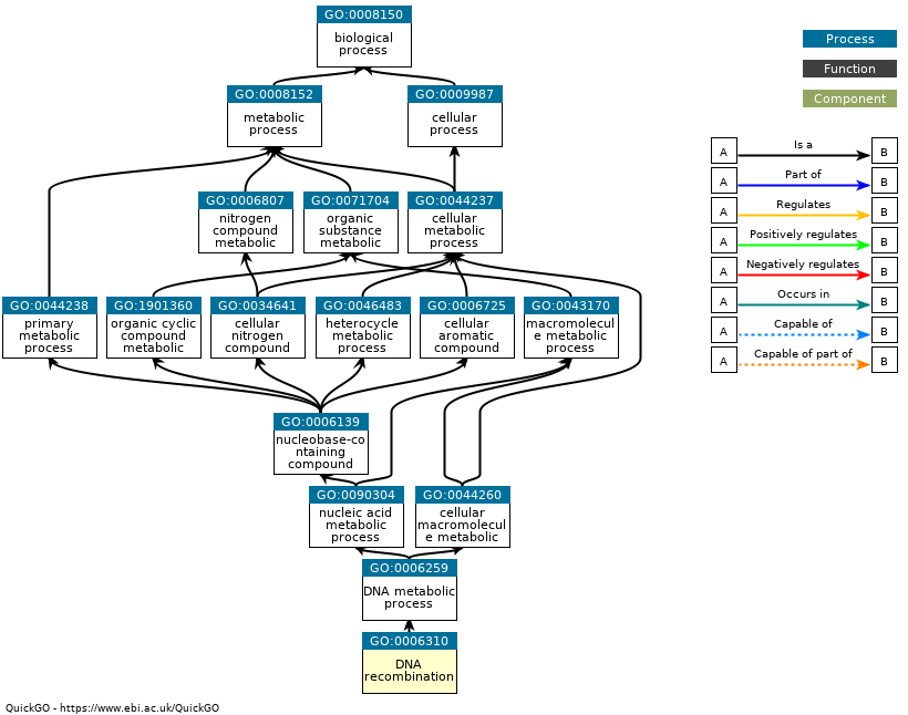 GO:0008150
biological
process
GO:0008152
metabolic
process
GO:0009987
cellular
process
GO:0006807
nitrogen
compound
metabolic
GO:0071704
organic
substance
metabolic
GO:0044237
cellular
metabolic
process
GO:0044238
primary
metabolic
process
GO:1901360
organic cyclic
compound
metabolic
GO:0034641
cellular
nitrogen
compound
GO:0046483
heterocycle
metabolic
process
GO:0006725
cellular
aromatic
compound
GO:0043170
macromolecul
e metabolic
process
GO:0006139
nucleobase-co
ntaining
compound
GO:0090304
nucleic acid
metabolic
process
GO:0044260
cellular
macromolecul
e metabolic
GO:0006259
DNA metabolic
process
GO:0006310
DNA
recombination
Process
Function
Component
A Is a B
A Part of B
A Regulates B
A Positively regulates B
A Negatively regulates B
A Occurs in B
A Capable of B
A Capable of part of B
QuickGO - https://www.ebi.ac.uk/QuickGO